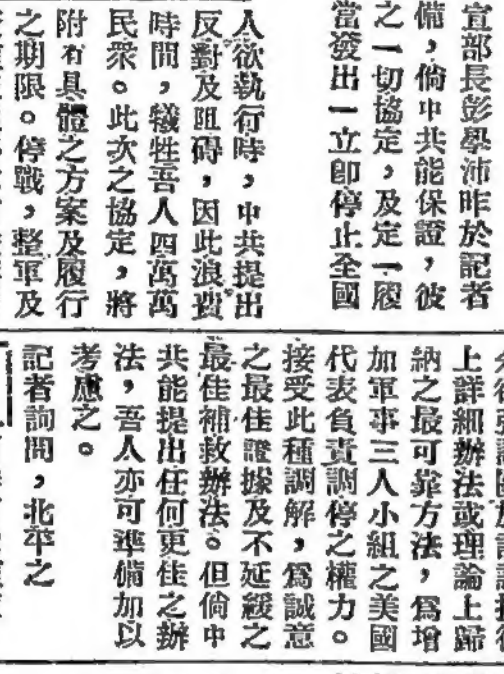 宣部長彭學沛昨於記者
備，倘中共能保證，彼
之一切協定，及定一履
當發出一立卽停止全國
人欲執行時，中共提出
反對及阻碍，因此浪費
時間，犧牲吾人四萬萬
民衆。此次之協定，將
附有具體之方案及履行
之期限。停戰，整軍及
上詳細辦法或理論上歸
納之最可靠方法，爲增
加軍事三人小組之美國
代表負責調停之權力。
接受此種調解，爲誠意
之最佳證據及不延緩之
最佳補救辦法。但倘中
共能提出任何更佳之辦
法，吾人亦可準備加以
考應之。
記者詢問，北平之